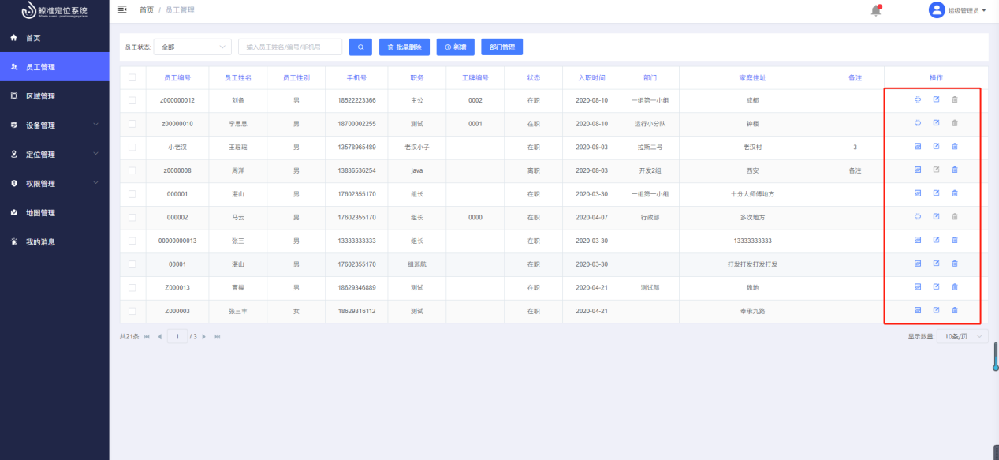 鲸准定位系统
首页 / 员工管理
超级管理员
首页
员工管理
区域管理
设备管理
定位管理
权限管理
地图管理
我的消息
员工状态: 全部 输入员工姓名/编号/手机号 批量删除 新增 部门管理
员工编号 员工姓名 员工性别 手机号 职务 工牌编号 状态 入职时间 部门 家庭住址 备注 操作
z000000012 刘备 男 18522223366 主公 0002 在职 2020-08-10 一组第一小组 成都
z00000010 李思思 男 18700002255 测试 0001 在职 2020-08-10 运行小分队 钟楼
小老汉 王瑶瑶 男 13578965489 老汉小子 在职 2020-08-03 拉斯二号 老汉村 3
z0000008 周洋 男 13836536254 java 离职 2020-08-03 开发2组 西安 备注
000001 湛山 男 17602355170 组长 在职 2020-03-30 一组第一小组 十分大师傅地方
000002 马云 男 17602355170 组长 0000 在职 2020-04-07 行政部 多次地方
00000000013 张三 男 13333333333 组长 在职 2020-03-30 13333333333
00001 湛山 男 17602355170 组巡航 在职 2020-03-30 打发打发打发打发
Z000013 曹操 男 18629346889 测试 在职 2020-04-21 测试部 魏地
Z000003 张三丰 女 18629316112 测试 在职 2020-04-21 奉承九路
共21条 1 / 3 显示数量: 10条/页